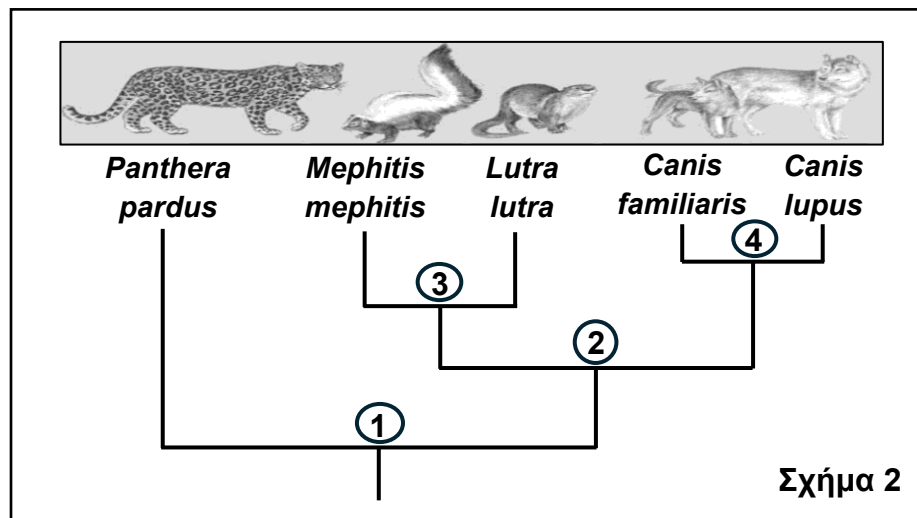 Panthera pardus
Mephitis mephitis
Lutra lutra
Canis familiaris
Canis lupus
4
3
2
1
Σχήμα 2